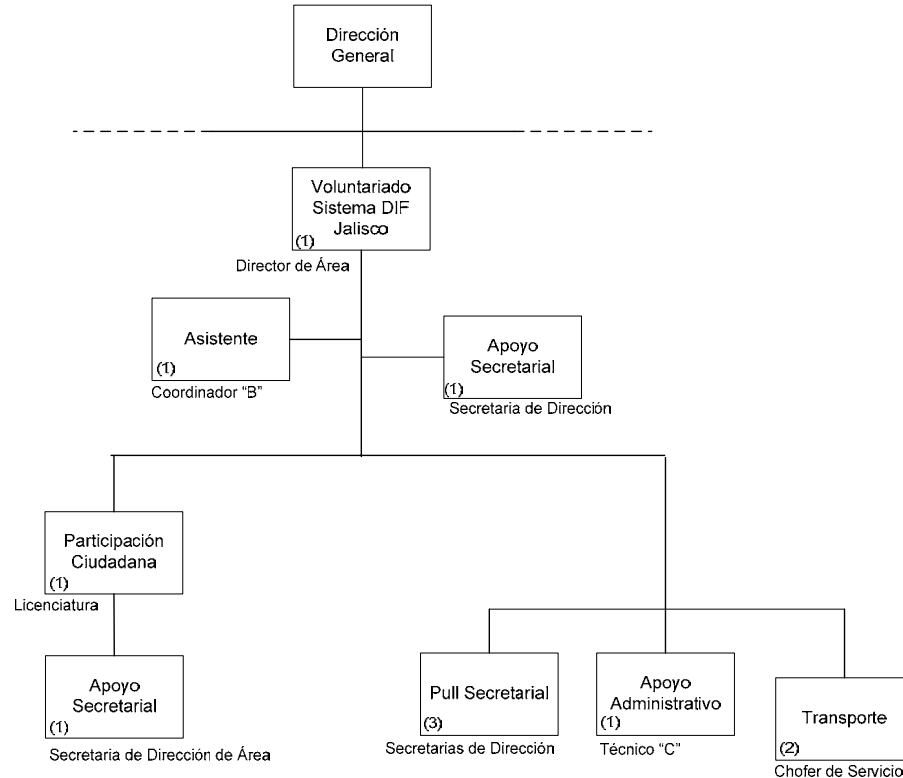 Dirección
General
Voluntariado
Sistema DIF
Jalisco
(1)
Director de Área
Asistente
(1)
Coordinador “B”
Apoyo
Secretarial
(1)
Secretaria de Dirección
Participación
Ciudadana
(1)
Licenciatura
Apoyo
Secretarial
(1)
Secretaria de Dirección de Área
Pull Secretarial
(3)
Secretarias de Dirección
Apoyo
Administrativo
(1)
Técnico “C”
Transporte
(2)
Chofer de Servicio